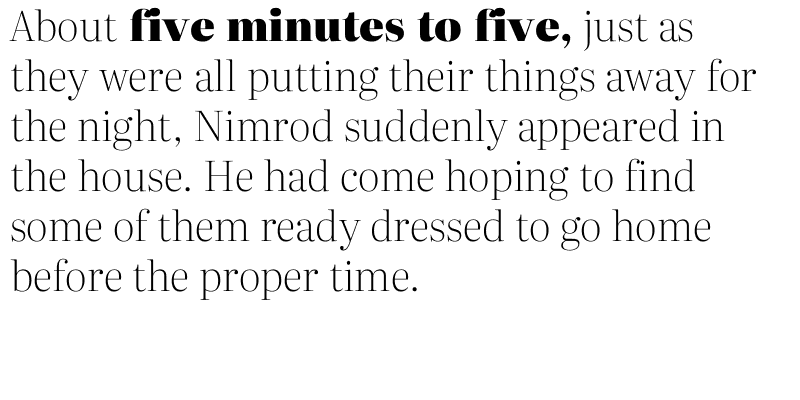 About five minutes to five, just as
they were all putting their things away for
the night, Nimrod suddenly appeared in
the house. He had come hoping to find
some of them ready dressed to go home
before the proper time.